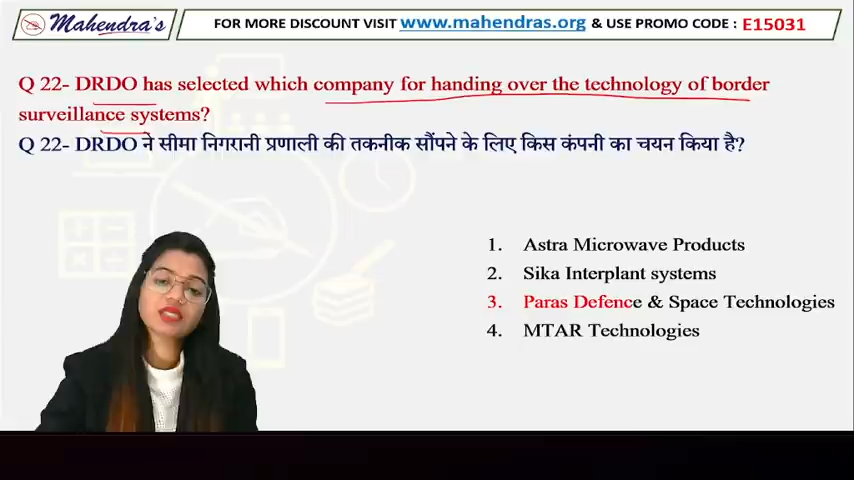 Mahendra's
FOR MORE DISCOUNT VISIT www.mahendras.org & USE PROMO CODE : E15031
Q 22- DRDO has selected which company for handing over the technology of border
surveillance systems?
Q 22- DRDO ने सीमा निगरानी प्रणाली की तकनीक सौंपने के लिए किस कंपनी का चयन किया है?
1. Astra Microwave Products
2. Sika Interplant systems
3. Paras Defence & Space Technologies
4. MTAR Technologies